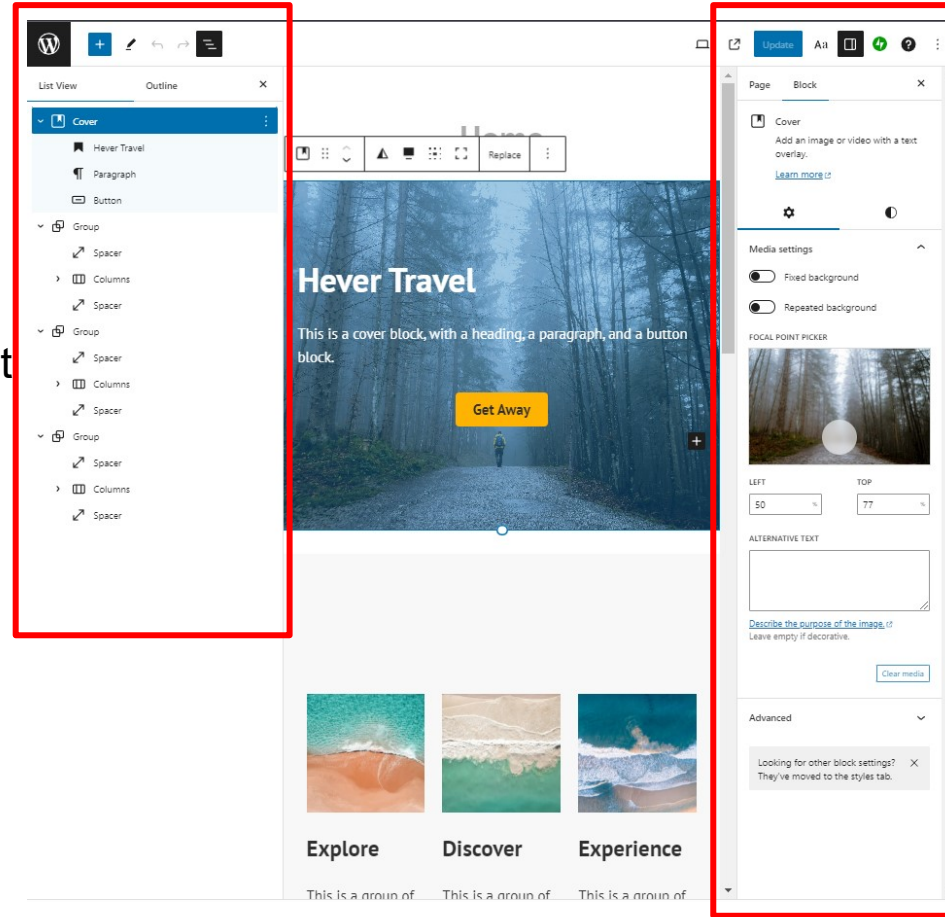 Update
Aa
List View
Outline
Cover
Hever Travel
Paragraph
Button
Group
Spacer
Columns
Spacer
Group
Spacer
Columns
Spacer
Group
Spacer
Columns
Spacer
t
Replace
Hever Travel
This is a cover block, with a heading, a paragraph, and a button
block.
Get Away
Explore
Discover
Experience
This is a group of
This is a group of
This is a group of
Page
Block
Cover
Add an image or video with a text
overlay.
Learn more
Media settings
Fixed background
Repeated background
FOCAL POINT PICKER
LEFT
TOP
50 %
77 %
ALTERNATIVE TEXT
Describe the purpose of the image.
Leave empty if decorative.
Clear media
Advanced
Looking for other block settings?
They've moved to the styles tab.